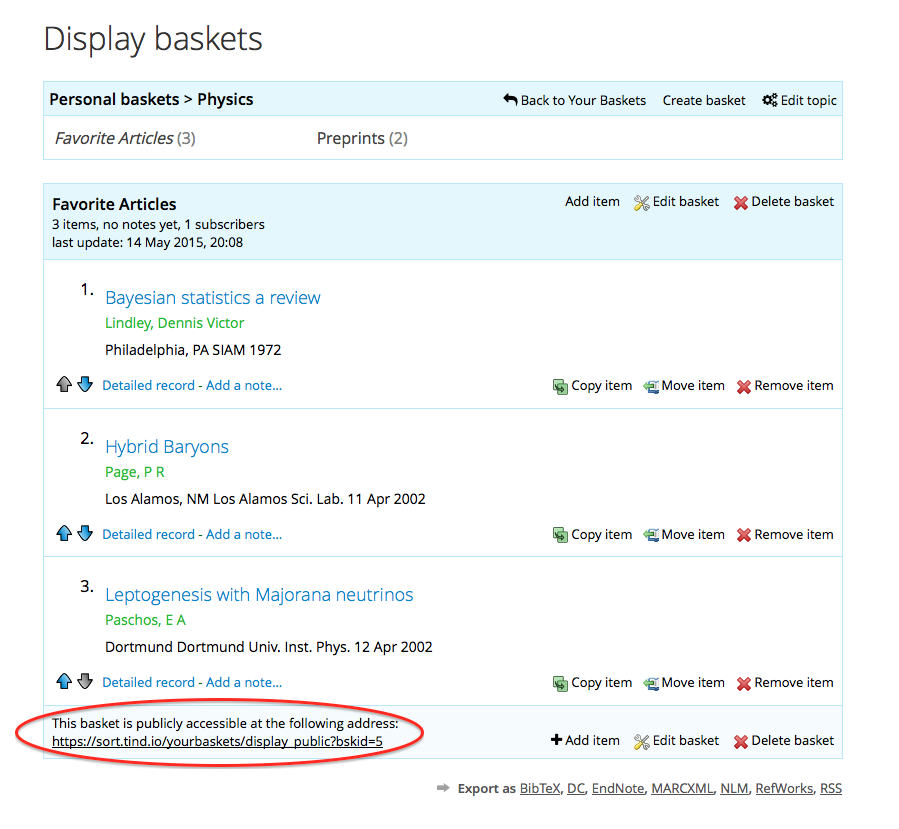 Display baskets
Personal baskets > Physics Back to Your Baskets Create basket Edit topic
Favorite Articles (3) Preprints (2)
Favorite Articles Add item Edit basket Delete basket
3 items, no notes yet, 1 subscribers
last update: 14 May 2015, 20:08
1. Bayesian statistics a review
Lindley, Dennis Victor
Philadelphia, PA SIAM 1972
Detailed record - Add a note... Copy item Move item Remove item
2. Hybrid Baryons
Page, P R
Los Alamos, NM Los Alamos Sci. Lab. 11 Apr 2002
Detailed record - Add a note... Copy item Move item Remove item
3. Leptogenesis with Majorana neutrinos
Paschos, E A
Dortmund Dortmund Univ. Inst. Phys. 12 Apr 2002
Detailed record - Add a note... Copy item Move item Remove item
This basket is publicly accessible at the following address:
https://sort.tind.io/yourbaskets/display_public?bskid=5 Add item Edit basket Delete basket
Export as BibTeX, DC, EndNote, MARCXML, NLM, RefWorks, RSS